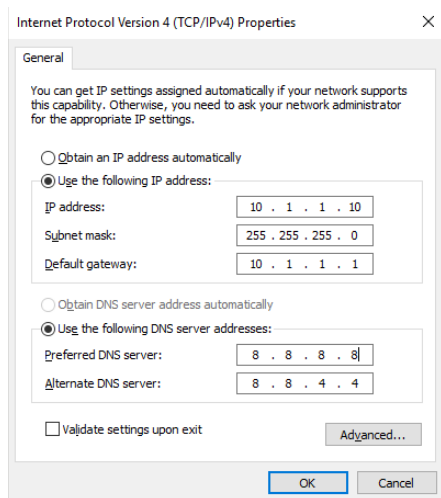 Internet Protocol Version 4 (TCP/IPv4) Properties
General
You can get IP settings assigned automatically if your network supports
this capability. Otherwise, you need to ask your network administrator
for the appropriate IP settings.
Obtain an IP address automatically
Use the following IP address:
IP address: 10 . 1 . 1 . 10
Subnet mask: 255 . 255 . 255 . 0
Default gateway: 10 . 1 . 1 . 1
Obtain DNS server address automatically
Use the following DNS server addresses:
Preferred DNS server: 8 . 8 . 8 . 8
Alternate DNS server: 8 . 8 . 4 . 4
Validate settings upon exit
Advanced...
OK Cancel